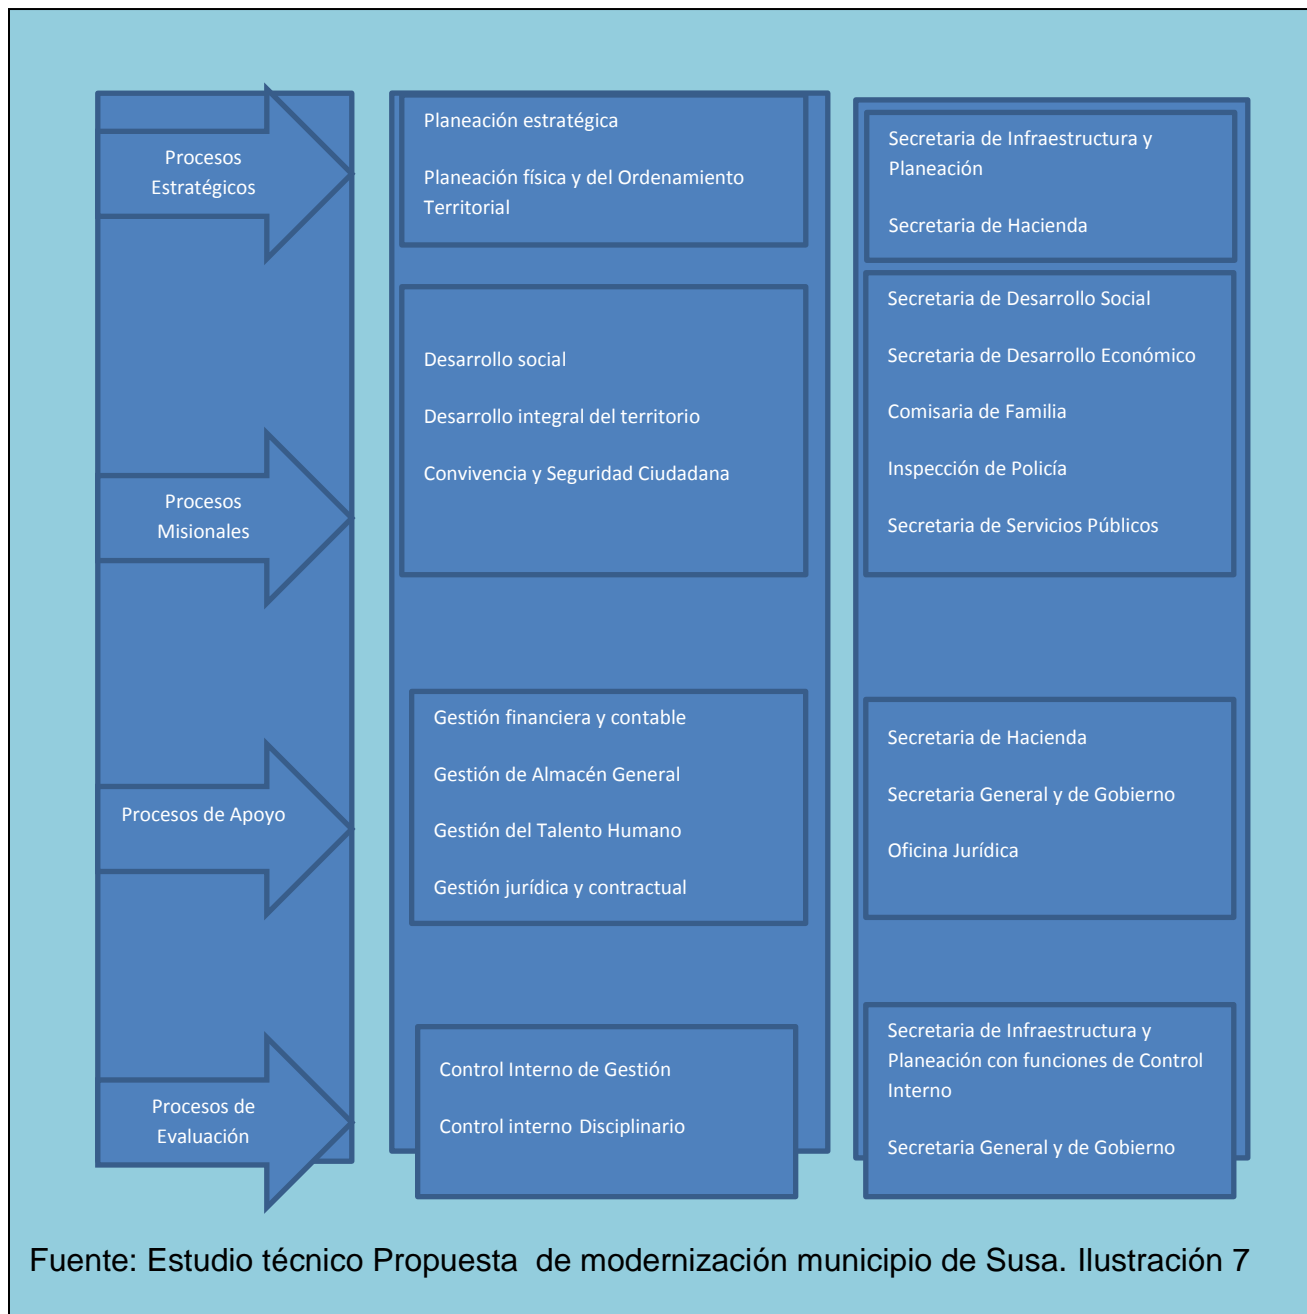 Procesos
Estratégicos
Planeación estratégica
Planeación física y del Ordenamiento
Territorial
Secretaria de Infraestructura y
Planeación
Secretaria de Hacienda
Procesos
Misionales
Desarrollo social
Desarrollo integral del territorio
Convivencia y Seguridad Ciudadana
Secretaria de Desarrollo Social
Secretaria de Desarrollo Económico
Comisaria de Familia
Inspección de Policía
Secretaria de Servicios Públicos
Procesos de Apoyo
Gestión financiera y contable
Gestión de Almacén General
Gestión del Talento Humano
Gestión jurídica y contractual
Secretaria de Hacienda
Secretaria General y de Gobierno
Oficina Jurídica
Procesos de
Evaluación
Control Interno de Gestión
Control interno Disciplinario
Secretaria de Infraestructura y
Planeación con funciones de Control
Interno
Secretaria General y de Gobierno
Fuente: Estudio técnico Propuesta  de modernización municipio de Susa. Ilustración 7